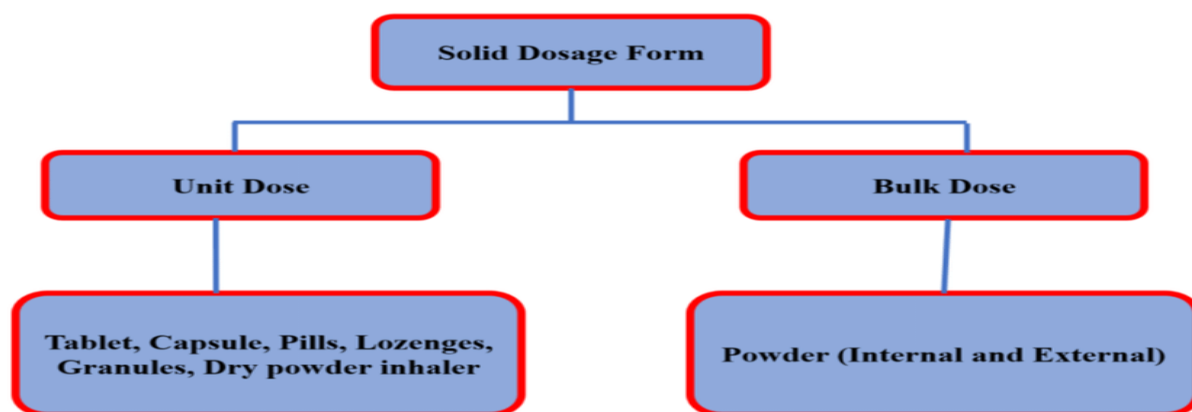 Solid Dosage Form
Unit Dose
Bulk Dose
Tablet, Capsule, Pills, Lozenges,
Granules, Dry powder inhaler
Powder (Internal and External)